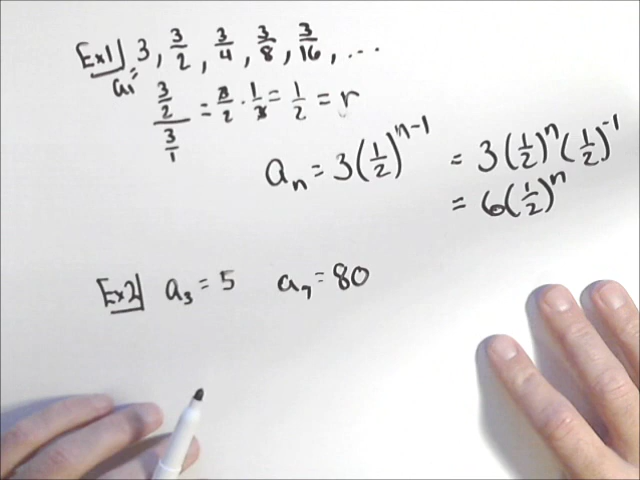 Ex1] 3, 3/2, 3/4, 3/8, 3/16, ...
a₁=
(3/2)/(3/1) = 3/2 · 1/3 = 1/2 = r
aₙ = 3(1/2)ⁿ⁻¹ = 3(1/2)ⁿ(1/2)⁻¹
= 6(1/2)ⁿ
Ex2] a₃ = 5 a₇ = 80